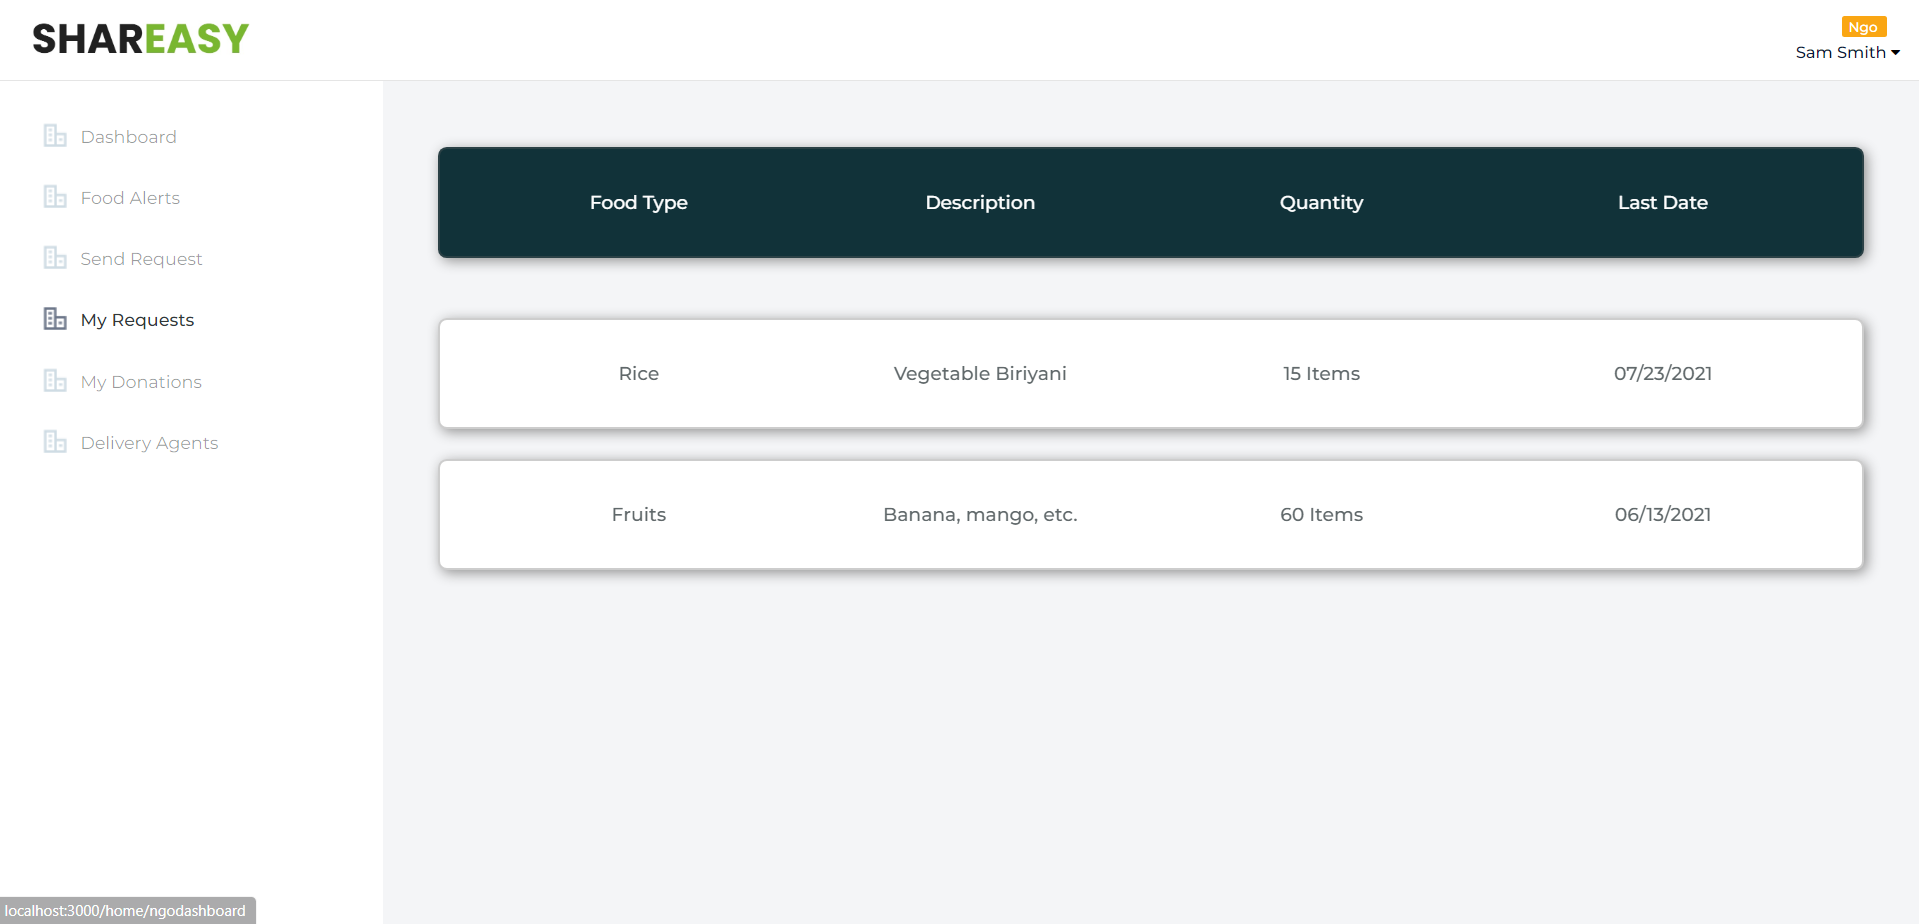 SHAREASY
Ngo
Sam Smith
Dashboard
Food Alerts
Send Request
My Requests
My Donations
Delivery Agents
Food Type Description Quantity Last Date
Rice Vegetable Biriyani 15 Items 07/23/2021
Fruits Banana, mango, etc. 60 Items 06/13/2021
localhost:3000/home/ngodashboard